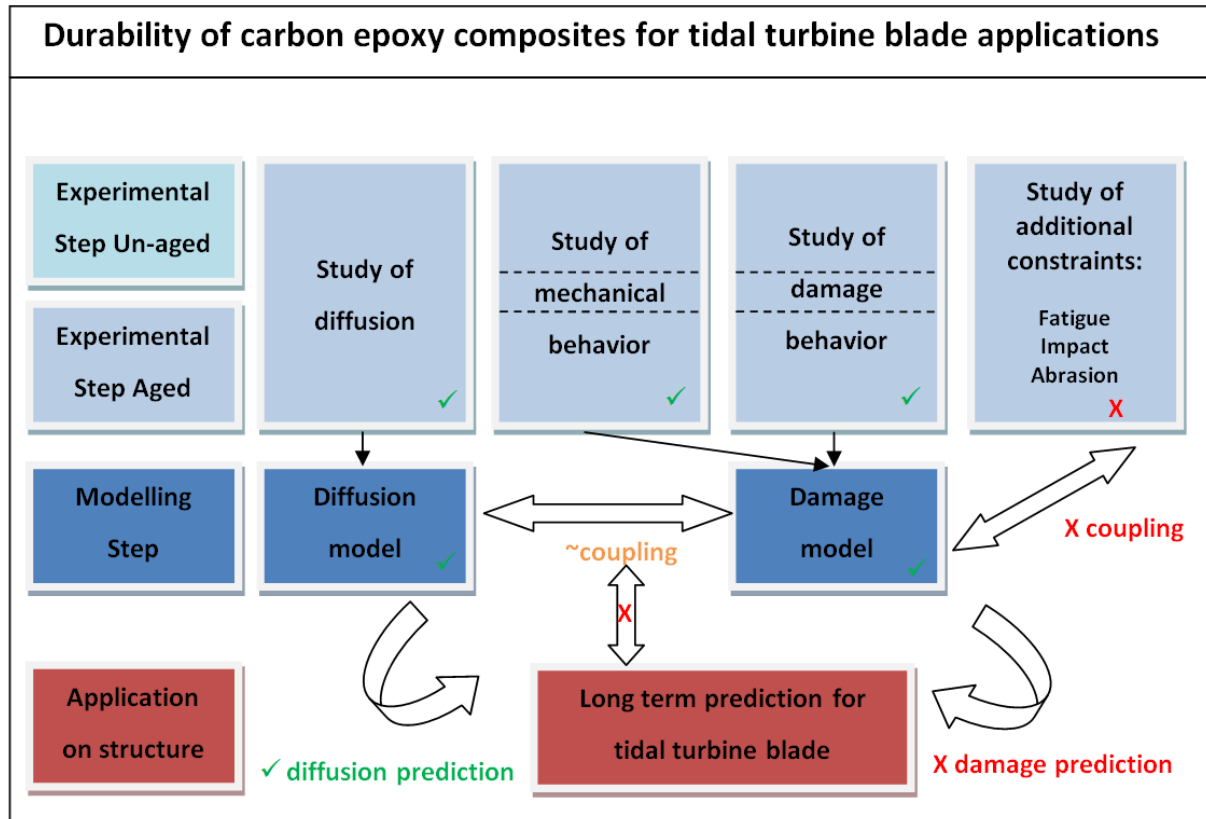 Durability of carbon epoxy composites for tidal turbine blade applications
Experimental
Step Un-aged
Experimental
Step Aged
Study of
diffusion
✓
Study of
mechanical
behavior
✓
Study of
damage
behavior
✓
Study of
additional
constraints:
Fatigue
Impact
Abrasion
X
Modelling
Step
Diffusion
model
✓
~coupling
X
Damage
model
✓
X coupling
Application
on structure
✓ diffusion prediction
Long term prediction for
tidal turbine blade
X damage prediction